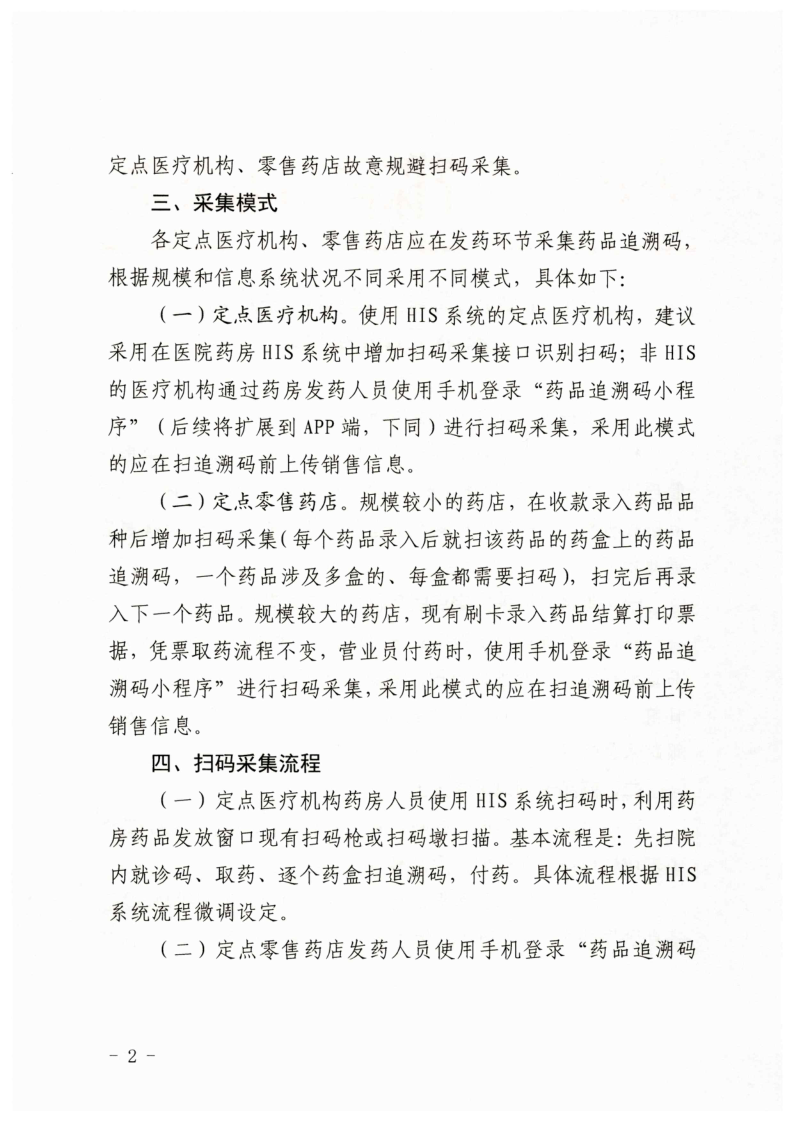 定点医疗机构、零售药店故意规避扫码采集。
三、采集模式
各定点医疗机构、零售药店应在发药环节采集药品追溯码，
根据规模和信息系统状况不同采用不同模式，具体如下：
（一）定点医疗机构。使用 HIS 系统的定点医疗机构，建议
采用在医院药房 HIS 系统中增加扫码采集接口识别扫码；非 HIS
的医疗机构通过药房发药人员使用手机登录“药品追溯码小程
序”（后续将扩展到 APP 端，下同）进行扫码采集，采用此模式
的应在扫追溯码前上传销售信息。
（二）定点零售药店。规模较小的药店，在收款录入药品品
种后增加扫码采集(每个药品录入后就扫该药品的药盒上的药品
追溯码，一个药品涉及多盒的、每盒都需要扫码)，扫完后再录
入下一个药品。规模较大的药店，现有刷卡录入药品结算打印票
据，凭票取药流程不变，营业员付药时，使用手机登录“药品追
溯码小程序”进行扫码采集，采用此模式的应在扫追溯码前上传
销售信息。
四、扫码采集流程
（一）定点医疗机构药房人员使用 HIS 系统扫码时，利用药
房药品发放窗口现有扫码枪或扫码墩扫描。基本流程是：先扫院
内就诊码、取药、逐个药盒扫追溯码，付药。具体流程根据 HIS
系统流程微调设定。
（二）定点零售药店发药人员使用手机登录“药品追溯码
- 2 -